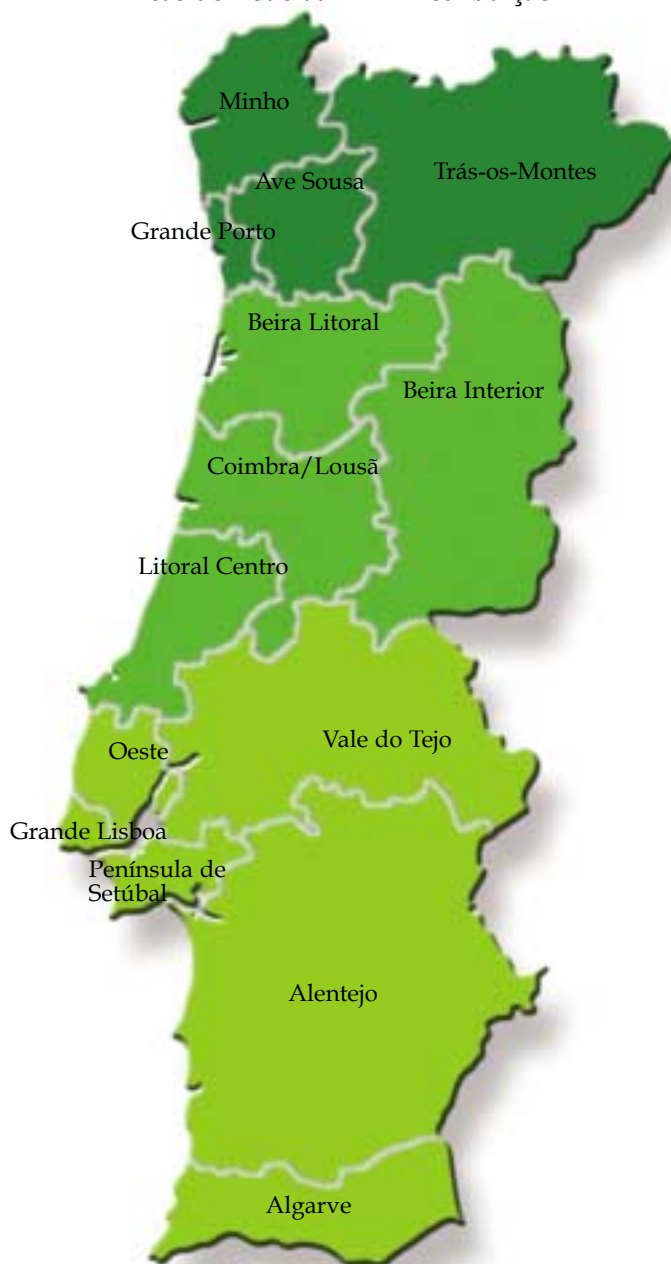 Minho
Trás-os-Montes
Ave Sousa
Grande Porto
Beira Litoral
Beira Interior
Coimbra/Lousã
Litoral Centro
Vale do Tejo
Oeste
Grande Lisboa
Península de
Setúbal
Alentejo
Algarve